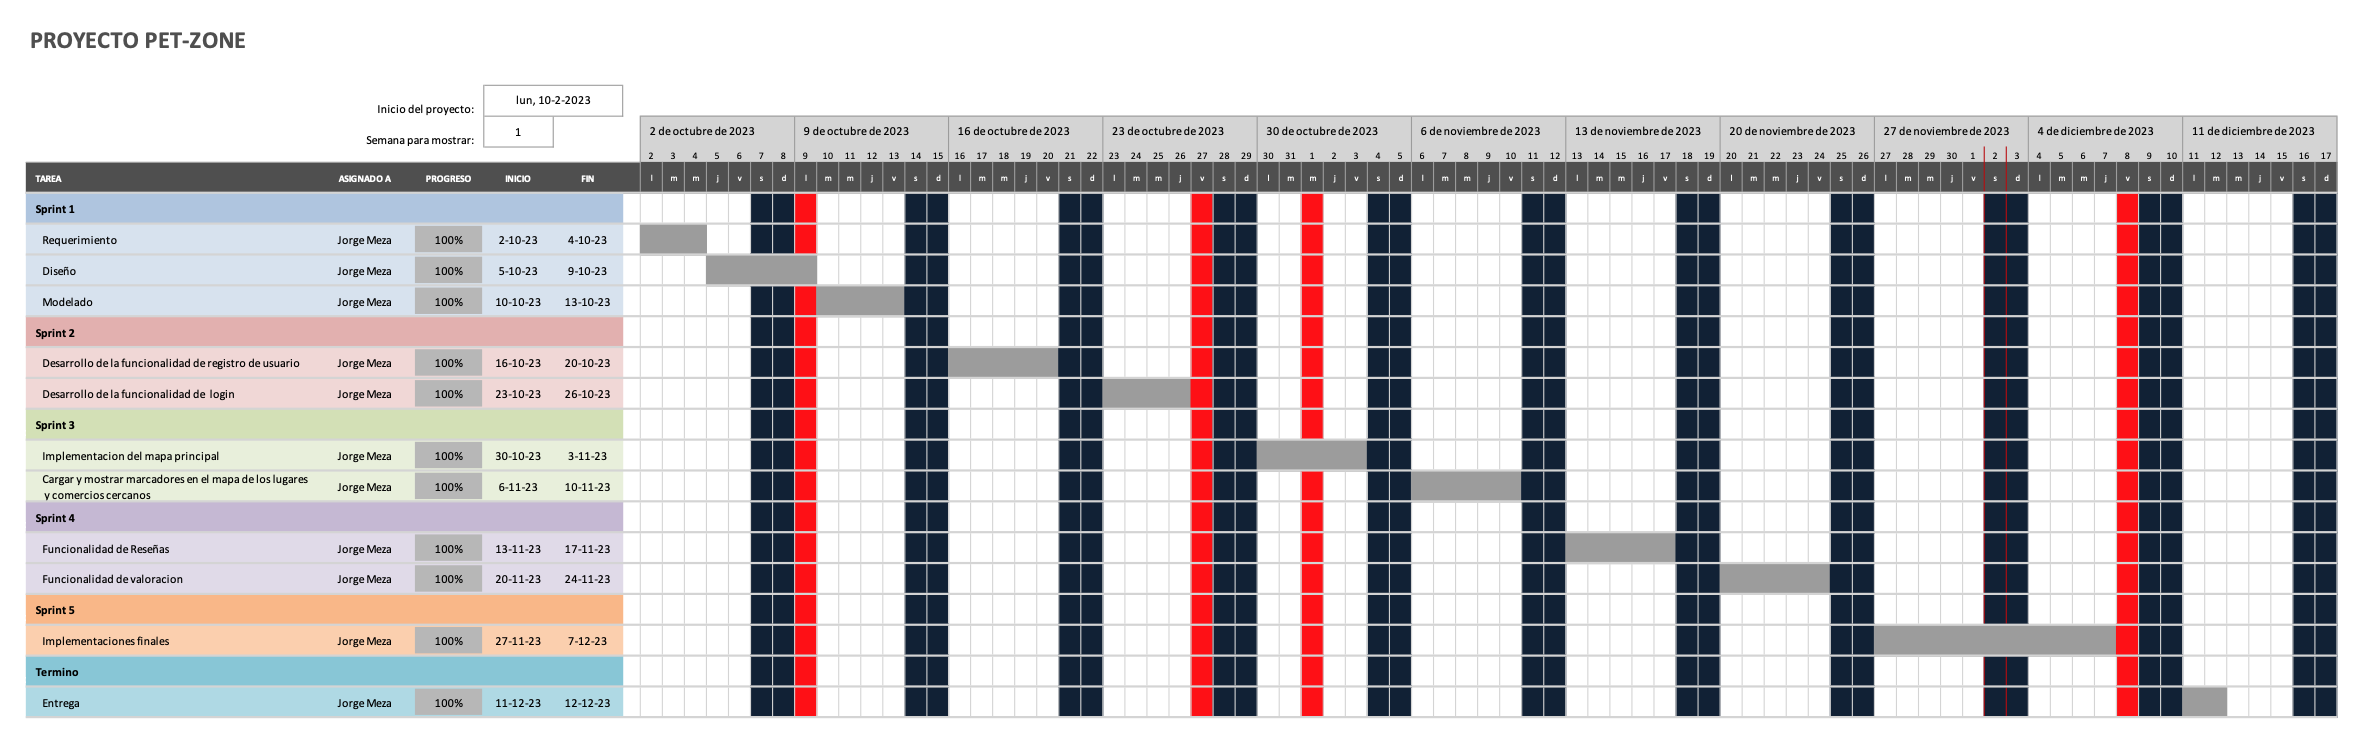 PROYECTO PET-ZONE
Inicio del proyecto: lun, 10-2-2023
Semana para mostrar: 1
2 de octubre de 2023 9 de octubre de 2023 16 de octubre de 2023 23 de octubre de 2023 30 de octubre de 2023 6 de noviembre de 2023 13 de noviembre de 2023 20 de noviembre de 2023 27 de noviembre de 2023 4 de diciembre de 2023 11 de diciembre de 2023
2 3 4 5 6 7 8 9 10 11 12 13 14 15 16 17 18 19 20 21 22 23 24 25 26 27 28 29 30 31 1 2 3 4 5 6 7 8 9 10 11 12 13 14 15 16 17 18 19 20 21 22 23 24 25 26 27 28 29 30 1 2 3 4 5 6 7 8 9 10 11 12 13 14 15 16 17
TAREA ASIGNADO A PROGRESO INICIO FIN l m m j v s d l m m j v s d l m m j v s d l m m j v s d l m m j v s d l m m j v s d l m m j v s d l m m j v s d l m m j v s d l m m j v s d l m m j v s d
Sprint 1
Requerimiento Jorge Meza 100% 2-10-23 4-10-23
Diseño Jorge Meza 100% 5-10-23 9-10-23
Modelado Jorge Meza 100% 10-10-23 13-10-23
Sprint 2
Desarrollo de la funcionalidad de registro de usuario Jorge Meza 100% 16-10-23 20-10-23
Desarrollo de la funcionalidad de login Jorge Meza 100% 23-10-23 26-10-23
Sprint 3
Implementacion del mapa principal Jorge Meza 100% 30-10-23 3-11-23
Cargar y mostrar marcadores en el mapa de los lugares
y comercios cercanos Jorge Meza 100% 6-11-23 10-11-23
Sprint 4
Funcionalidad de Reseñas Jorge Meza 100% 13-11-23 17-11-23
Funcionalidad de valoracion Jorge Meza 100% 20-11-23 24-11-23
Sprint 5
Implementaciones finales Jorge Meza 100% 27-11-23 7-12-23
Termino
Entrega Jorge Meza 100% 11-12-23 12-12-23